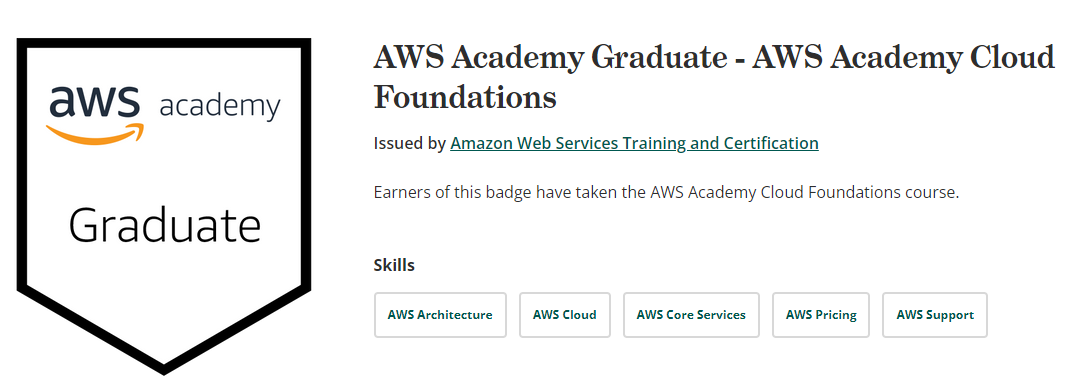 aws academy
Graduate
AWS Academy Graduate - AWS Academy Cloud
Foundations
Issued by Amazon Web Services Training and Certification
Earners of this badge have taken the AWS Academy Cloud Foundations course.
Skills
AWS Architecture AWS Cloud AWS Core Services AWS Pricing AWS Support